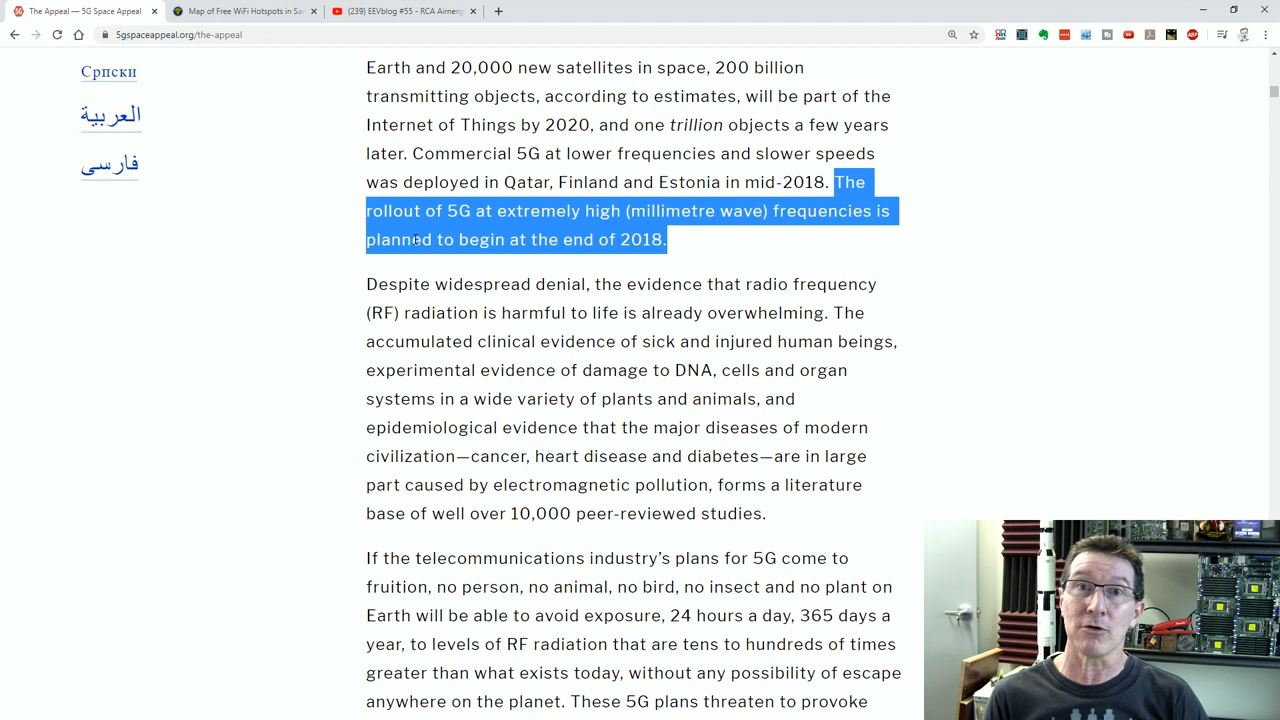 The Appeal — 5G Space Appeal
Map of Free WiFi Hotspots in Sa
(239) EEVblog #55 - RCA Airnerg
5gspaceappeal.org/the-appeal
Српски
العربية
فارسی
Earth and 20,000 new satellites in space, 200 billion
transmitting objects, according to estimates, will be part of the
Internet of Things by 2020, and one trillion objects a few years
later. Commercial 5G at lower frequencies and slower speeds
was deployed in Qatar, Finland and Estonia in mid-2018. The
rollout of 5G at extremely high (millimetre wave) frequencies is
planned to begin at the end of 2018.
Despite widespread denial, the evidence that radio frequency
(RF) radiation is harmful to life is already overwhelming. The
accumulated clinical evidence of sick and injured human beings,
experimental evidence of damage to DNA, cells and organ
systems in a wide variety of plants and animals, and
epidemiological evidence that the major diseases of modern
civilization—cancer, heart disease and diabetes—are in large
part caused by electromagnetic pollution, forms a literature
base of well over 10,000 peer-reviewed studies.
If the telecommunications industry’s plans for 5G come to
fruition, no person, no animal, no bird, no insect and no plant on
Earth will be able to avoid exposure, 24 hours a day, 365 days a
year, to levels of RF radiation that are tens to hundreds of times
greater than what exists today, without any possibility of escape
anywhere on the planet. These 5G plans threaten to provoke